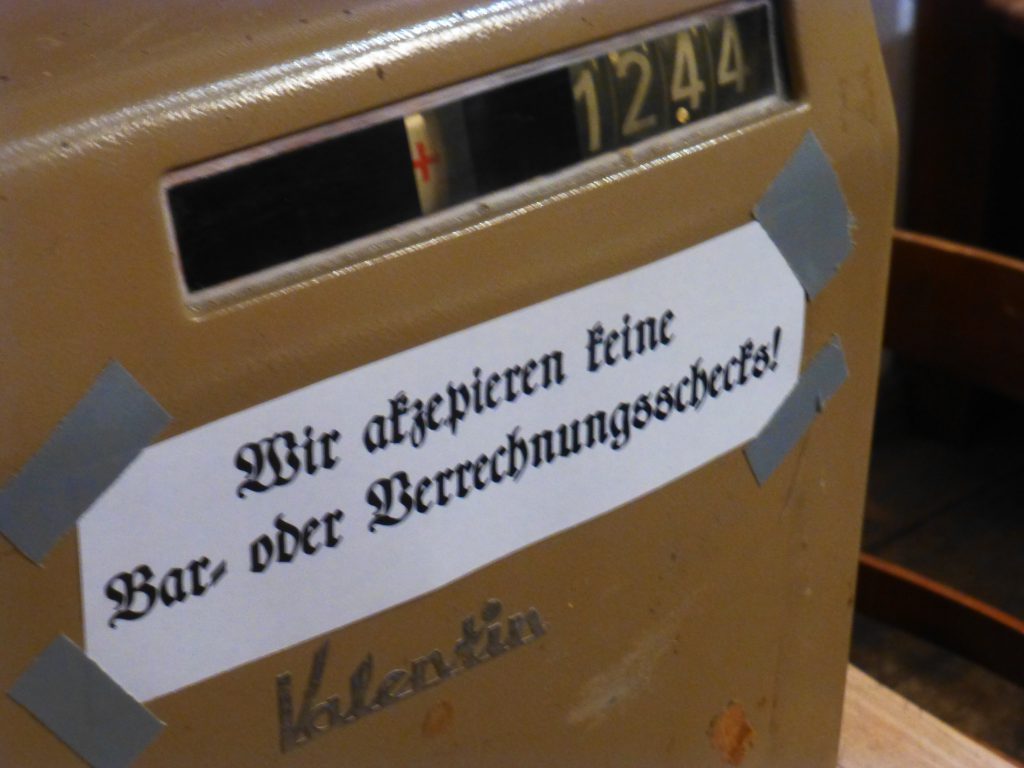 + 1244
Wir akzepieren keine
Bar- oder Verrechnungsschecks!
Valentin